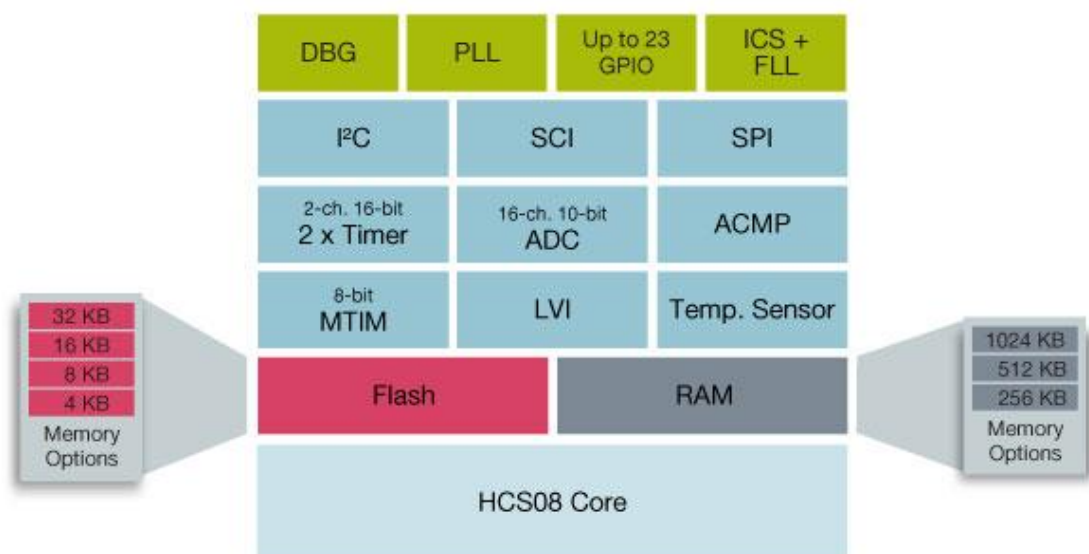 DBG
PLL
Up to 23
GPIO
ICS +
FLL
I²C
SCI
SPI
2-ch. 16-bit
2 x Timer
16-ch. 10-bit
ADC
ACMP
8-bit
MTIM
LVI
Temp. Sensor
32 KB
16 KB
8 KB
4 KB
Memory
Options
Flash
RAM
1024 KB
512 KB
256 KB
Memory
Options
HCS08 Core